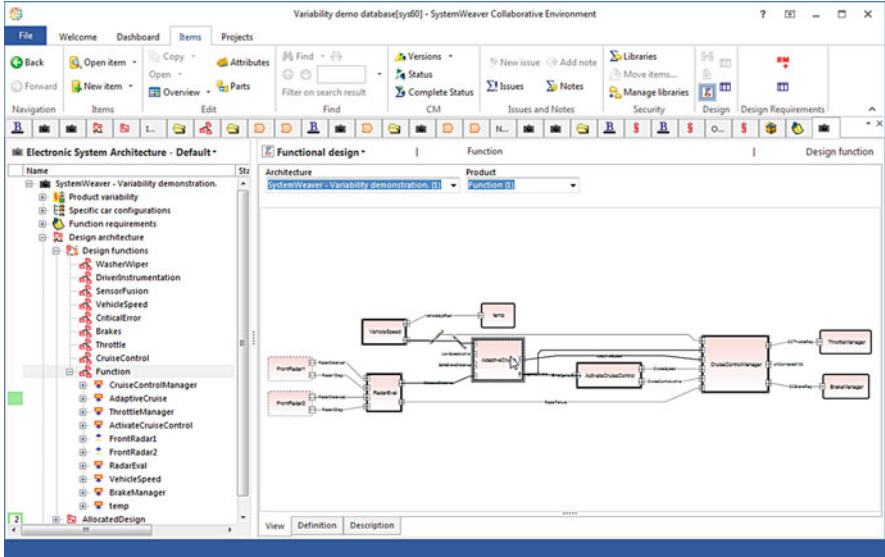 Variability demo database[sys60] - SystemWeaver Collaborative Environment
File Welcome Dashboard Items Projects
Back Open item Copy Attributes Find Versions New issue Add note Libraries RM
Open Status Move items...
Forward New item Overview Parts Filter on search result Complete Status Issues Notes Manage libraries
Navigation Items Edit Find CM Issues and Notes Security Design Design Requirements
B L... B N... B § B § O... §
Electronic System Architecture - Default
Functional design Function Design function
Name Sta
Architecture Product
SystemWeaver - Variability demonstration. (1) Function (1)
SystemWeaver - Variability demonstration.
Product variability
Specific car configurations
Function requirements
Design architecture
Design functions
WasherWiper
DriverInstrumentation
SensorFusion
VehicleSpeed
CriticalError
Brakes
Throttle
CruiseControl
Function
CruiseControlManager
AdaptiveCruise
ThrottleManager
ActivateCruiseControl
FrontRadar1
FrontRadar2
RadarEval
VehicleSpeed
BrakeManager
temp
2 AllocatedDesign
temp
VehicleSpeed
AdaptiveCru
ThrottleManager
FrontRadar1
CruiseControlManager
ActivateCruiseControl
RadarEval
BrakeManager
FrontRadar2
View Definition Description